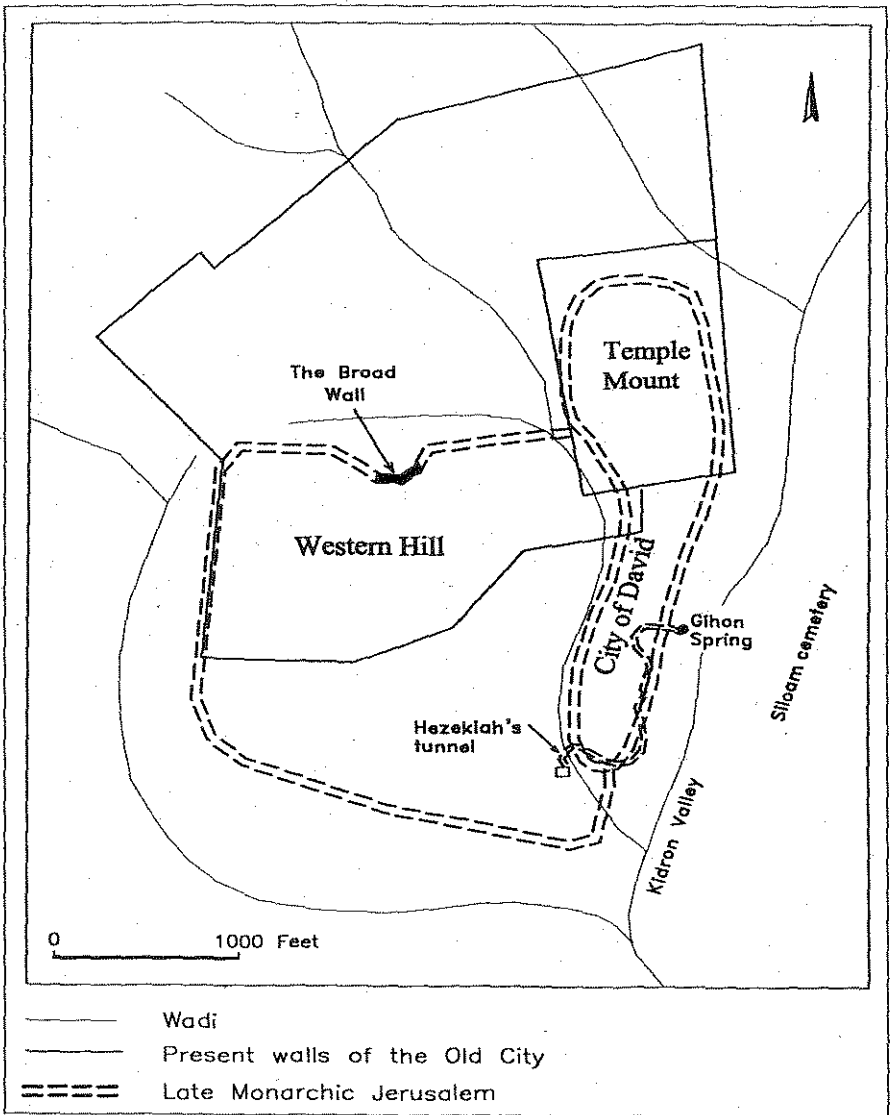 The Broad
Wall
Temple
Mount
Western Hill
City of David
Gihon
Spring
Siloam cemetery
Hezekiah's
tunnel
Kidron Valley
0 1000 Feet
Wadi
Present walls of the Old City
Late Monarchic Jerusalem